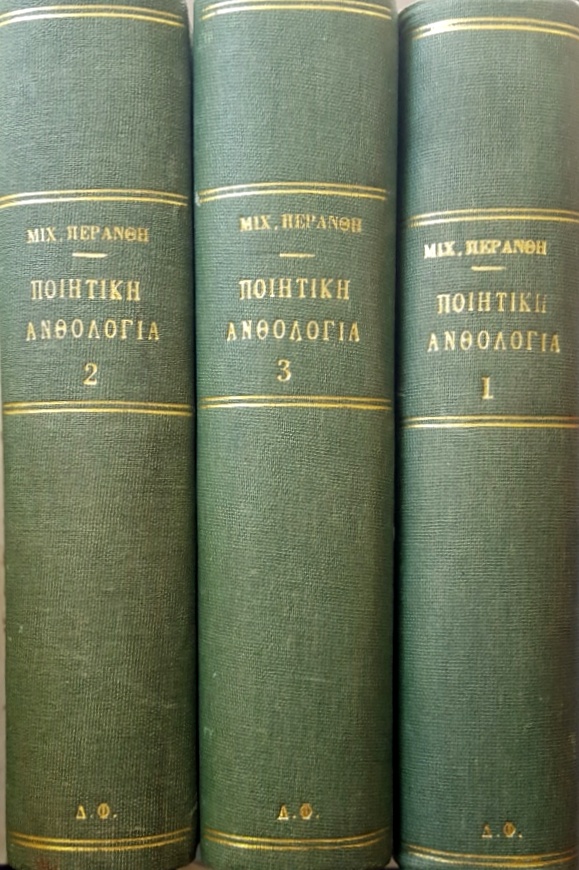 ΜΙΧ. ΠΕΡΑΝΘΗ
ΠΟΙΗΤΙΚΗ
ΑΝΘΟΛΟΓΙΑ
2
Δ.Φ.
ΜΙΧ. ΠΕΡΑΝΘΗ
ΠΟΙΗΤΙΚΗ
ΑΝΘΟΛΟΓΙΑ
3
Δ.Φ.
ΜΙΧ. ΠΕΡΑΝΘΗ
ΠΟΙΗΤΙΚΗ
ΑΝΘΟΛΟΓΙΑ
1
Δ.Φ.